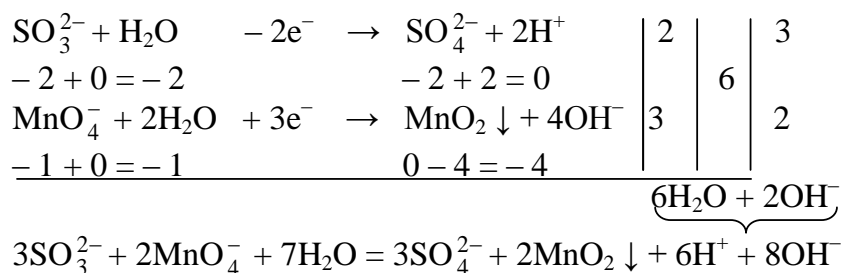 SO₃²⁻ + H₂O – 2e⁻ → SO₄²⁻ + 2H⁺ | 2 | | 3
– 2 + 0 = – 2 – 2 + 2 = 0 | | 6 |
MnO₄⁻ + 2H₂O + 3e⁻ → MnO₂ ↓ + 4OH⁻ | 3 | | 2
– 1 + 0 = – 1 0 – 4 = – 4
6H₂O + 2OH⁻
3SO₃²⁻ + 2MnO₄⁻ + 7H₂O = 3SO₄²⁻ + 2MnO₂ ↓ + 6H⁺ + 8OH⁻